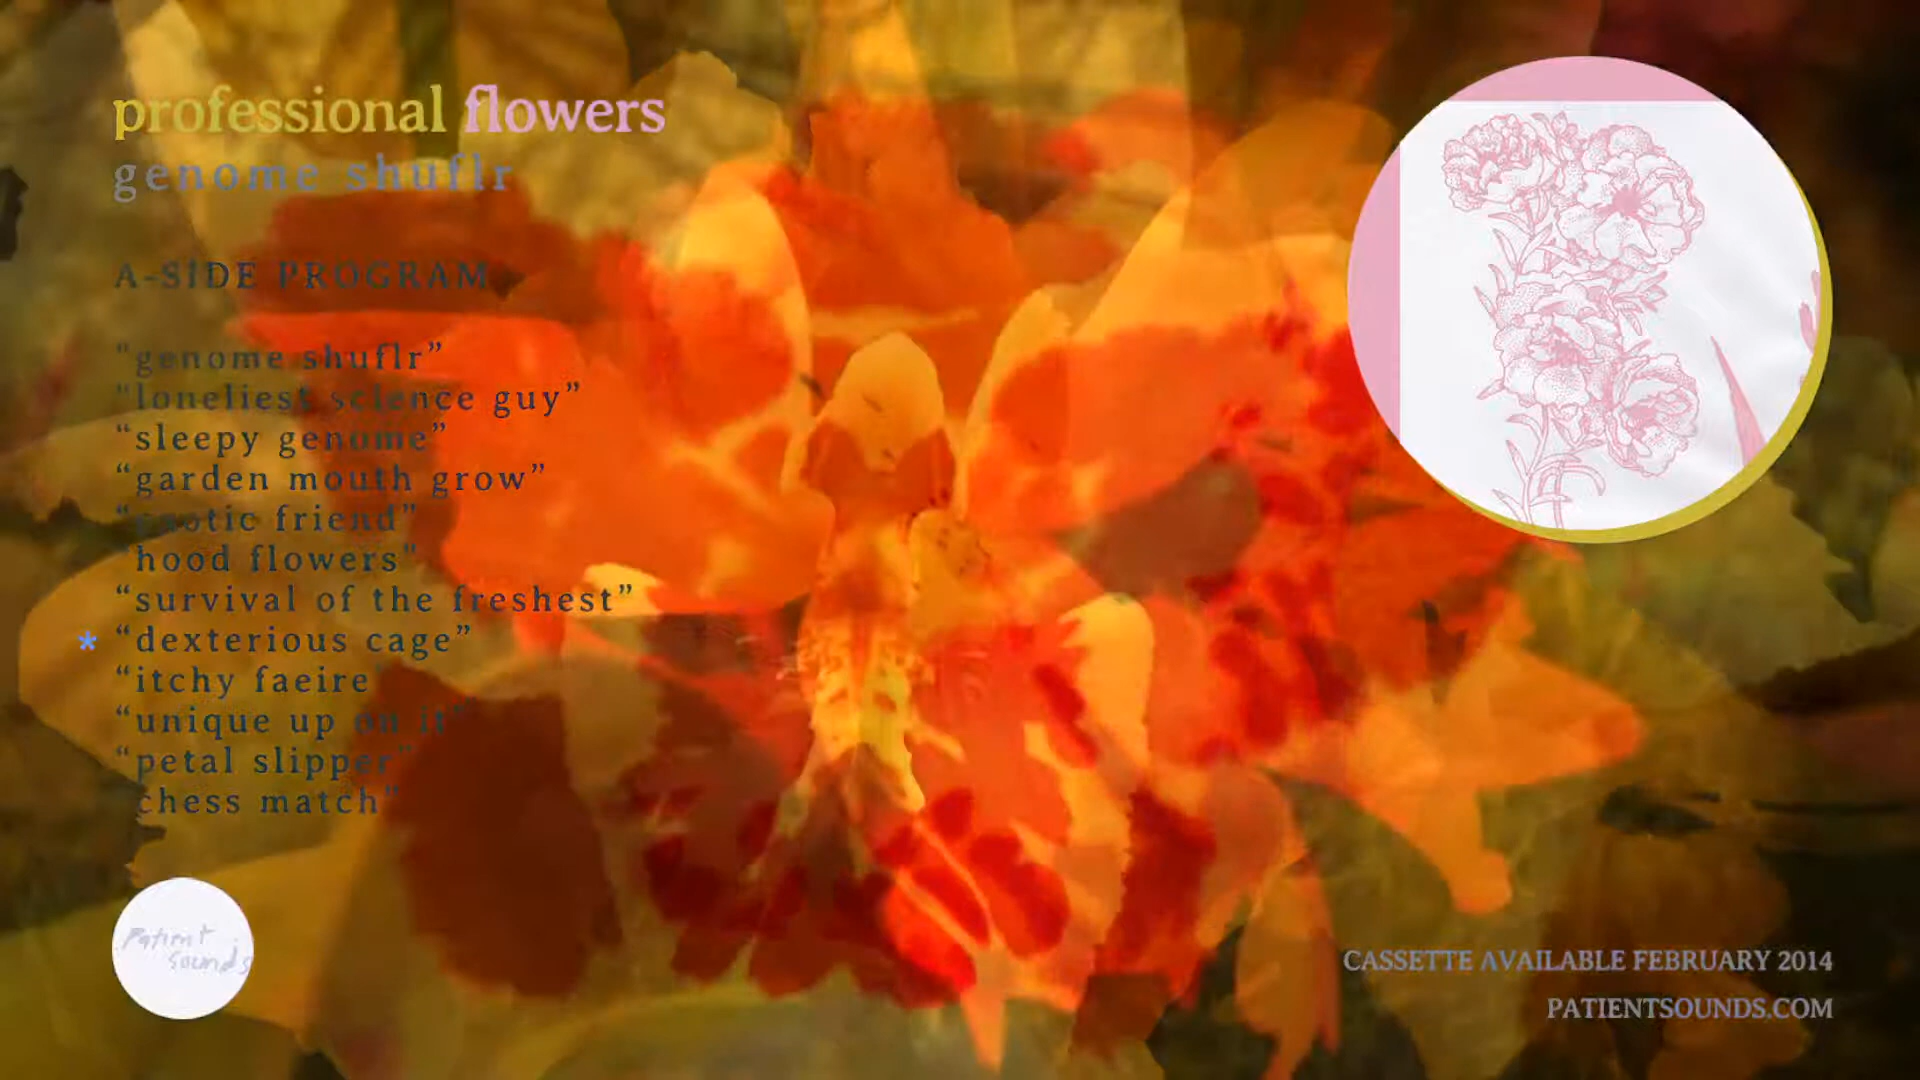 professional flowers
genome shuflr
A-SIDE PROGRAM
“genome shuflr”
“loneliest science guy”
“sleepy genome”
“garden mouth grow”
“exotic friend”
“hood flowers”
“survival of the freshest”
* “dexterious cage”
“itchy faeire
“unique up on it”
“petal slipper”
chess match”
Patient
Sounds
CASSETTE AVAILABLE FEBRUARY 2014
PATIENTSOUNDS.COM